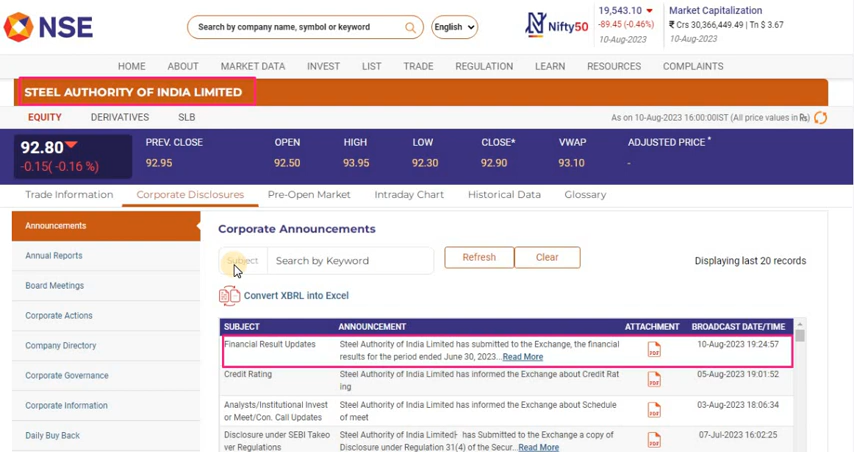 NSE
Search by company name, symbol or keyword
English
Nifty50
19,543.10
-89.45 (-0.46%)
10-Aug-2023
Market Capitalization
₹ Crs 30,366,449.49 | Tn $ 3.67
10-Aug-2023
HOME ABOUT MARKET DATA INVEST LIST TRADE REGULATION LEARN RESOURCES COMPLAINTS
STEEL AUTHORITY OF INDIA LIMITED
EQUITY DERIVATIVES SLB
As on 10-Aug-2023 16:00:00IST (All price values in ₨)
92.80
-0.15( -0.16 %)
PREV. CLOSE OPEN HIGH LOW CLOSE* VWAP ADJUSTED PRICE *
92.95 92.50 93.95 92.30 92.90 93.10 -
Trade Information Corporate Disclosures Pre-Open Market Intraday Chart Historical Data Glossary
Announcements
Annual Reports
Board Meetings
Corporate Actions
Company Directory
Corporate Governance
Corporate Information
Daily Buy Back
Corporate Announcements
Subject Search by Keyword Refresh Clear Displaying last 20 records
Convert XBRL into Excel
SUBJECT ANNOUNCEMENT ATTACHMENT BROADCAST DATE/TIME
Financial Result Updates Steel Authority of India Limited has submitted to the Exchange, the financial PDF 10-Aug-2023 19:24:57
results for the period ended June 30, 2023...Read More
Credit Rating Steel Authority of India Limited has informed the Exchange about Credit Rat PDF 05-Aug-2023 19:01:52
ing
Analysts/Institutional Invest Steel Authority of India Limited has informed the Exchange about Schedule PDF 03-Aug-2023 18:06:34
or Meet/Con. Call Updates of meet
Disclosure under SEBI Takeo Steel Authority of India Limited has Submitted to the Exchange a copy of PDF 07-Jul-2023 16:02:25
ver Regulations Disclosure under Regulation 31(4) of the Secur...Read More